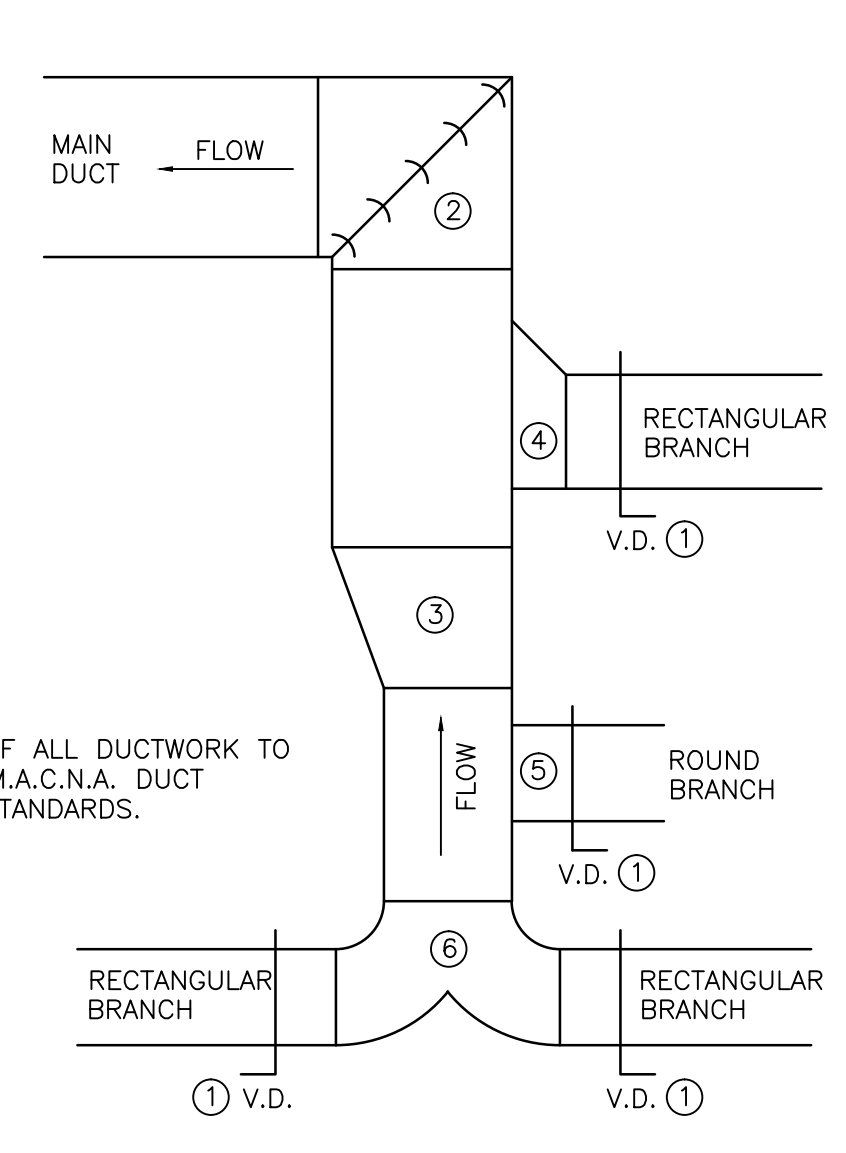 MAIN
DUCT
FLOW
2
RECTANGULAR
BRANCH
4
V.D. 1
3
F ALL DUCTWORK TO
M.A.C.N.A. DUCT
TANDARDS.
FLOW
5
ROUND
BRANCH
V.D. 1
6
RECTANGULAR
BRANCH
RECTANGULAR
BRANCH
1 V.D.
V.D. 1